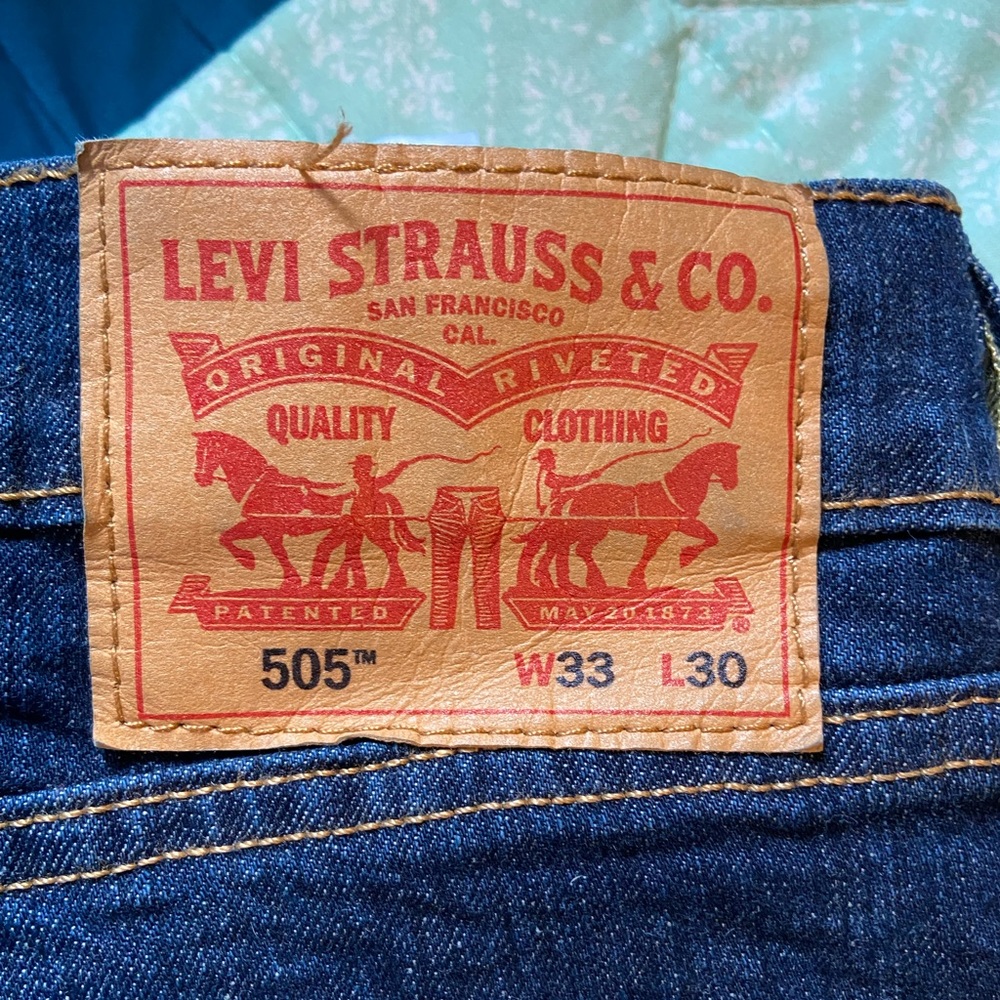 LEVI STRAUSS & CO.
SAN FRANCISCO
CAL.
ORIGINAL RIVETED
QUALITY CLOTHING
PATENTED MAY 20 1873 ®
505™ W33 L30